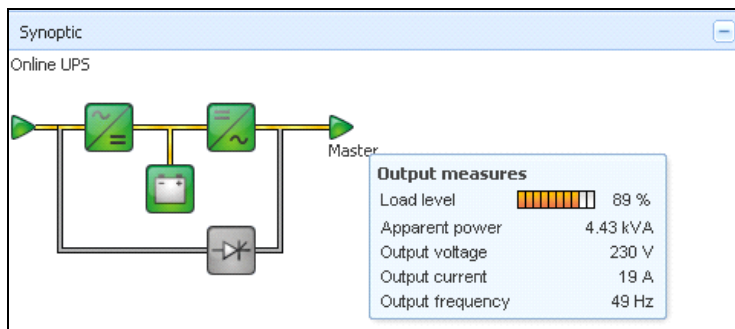 Synoptic
Online UPS
Master
Output measures
Load level 89 %
Apparent power 4.43 kVA
Output voltage 230 V
Output current 19 A
Output frequency 49 Hz